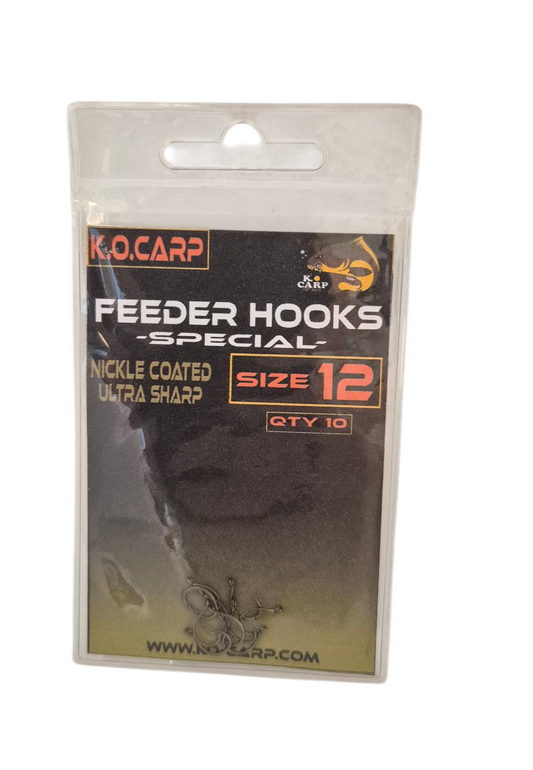 K.O.CARP
K.O
CARP
FEEDER HOOKS
-SPECIAL-
NICKLE COATED
ULTRA SHARP
SIZE 12
QTY 10
WWW.KO-CARP.COM